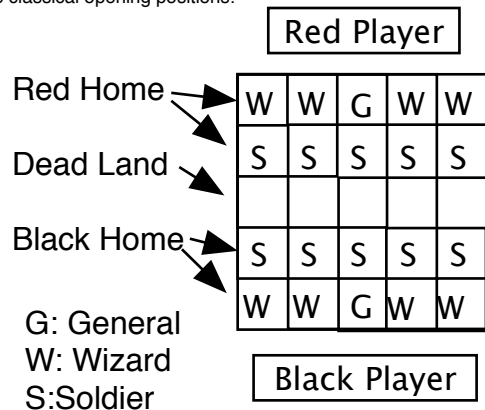 classical opening positions.
Red Player
Red Home
W W G W W
S S S S S
Dead Land
Black Home
S S S S S
W W G W W
G: General
W: Wizard
S:Soldier
Black Player